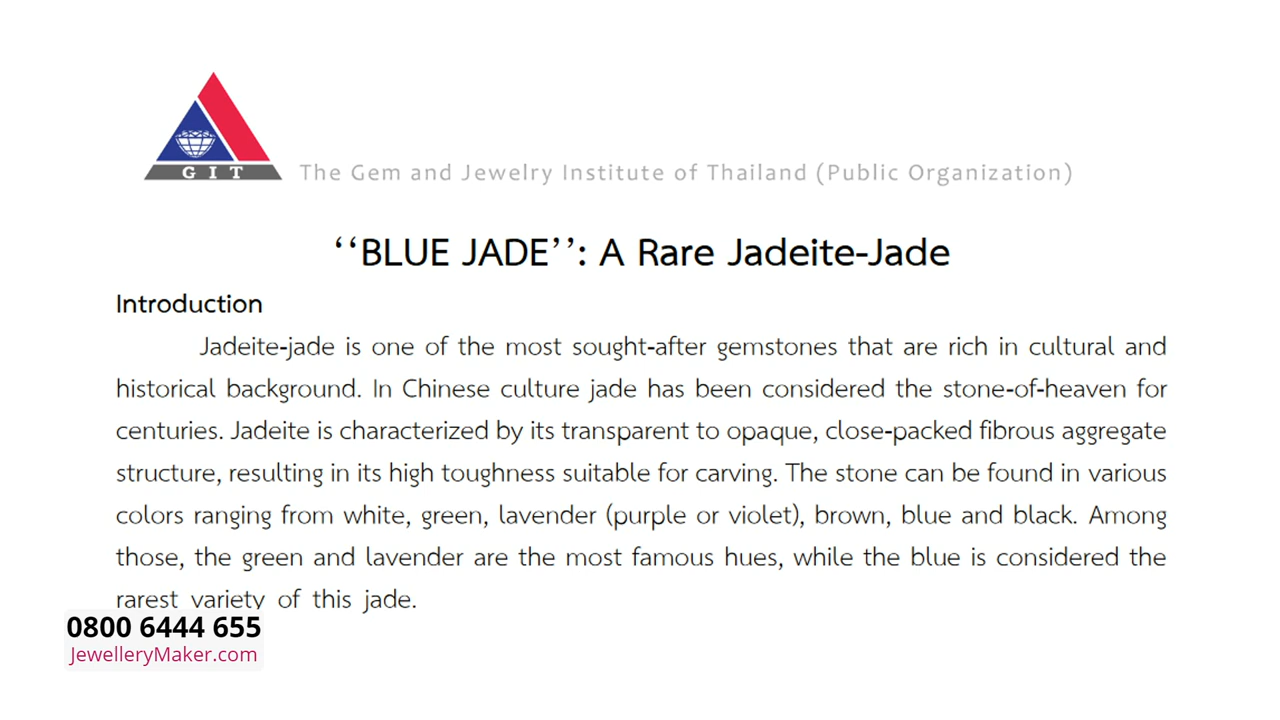 G I T
The Gem and Jewelry Institute of Thailand (Public Organization)
‘‘BLUE JADE’’: A Rare Jadeite-Jade
Introduction
Jadeite-jade is one of the most sought-after gemstones that are rich in cultural and
historical background. In Chinese culture jade has been considered the stone-of-heaven for
centuries. Jadeite is characterized by its transparent to opaque, close-packed fibrous aggregate
structure, resulting in its high toughness suitable for carving. The stone can be found in various
colors ranging from white, green, lavender (purple or violet), brown, blue and black. Among
those, the green and lavender are the most famous hues, while the blue is considered the
rarest variety of this jade.
0800 6444 655
JewelleryMaker.com